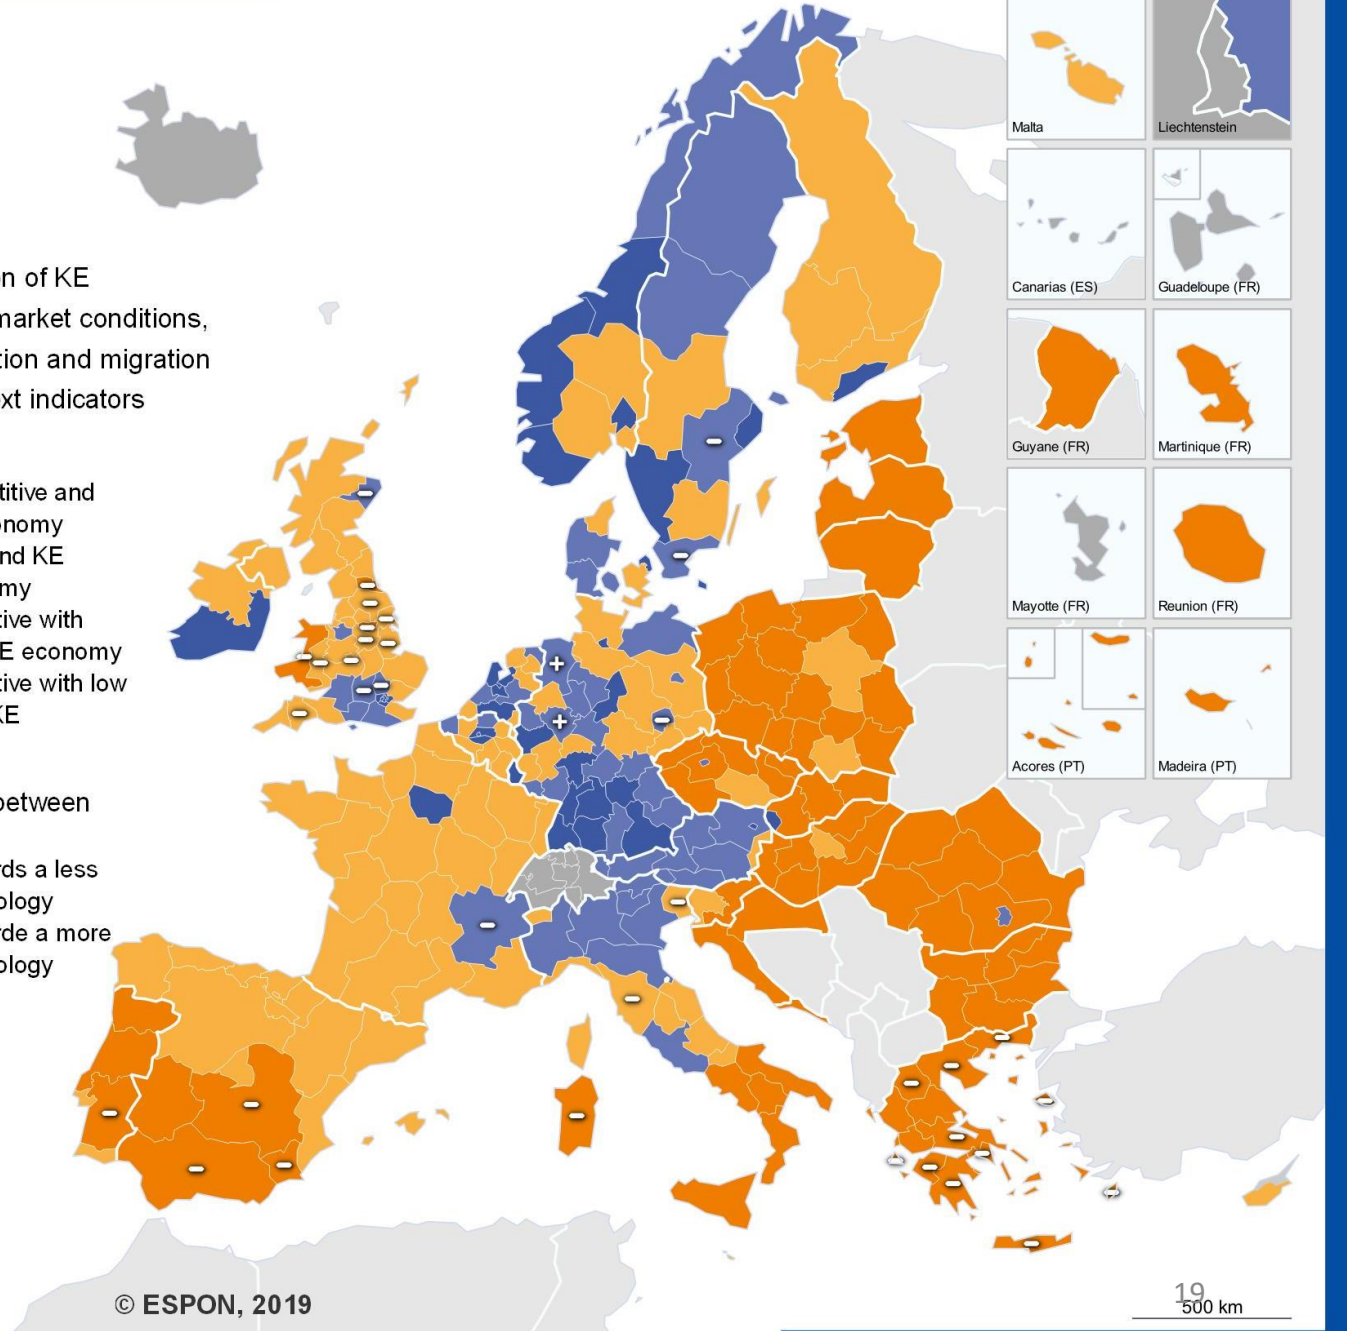 n of KE
market conditions,
tion and migration
xt indicators
titive and
onomy
nd KE
my
tive with
E economy
tive with low
KE
between
rds a less
ology
rde a more
ology
Malta
Liechtenstein
Canarias (ES)
Guadeloupe (FR)
Guyane (FR)
Martinique (FR)
Mayotte (FR)
Reunion (FR)
Acores (PT)
Madeira (PT)
© ESPON, 2019
19
500 km